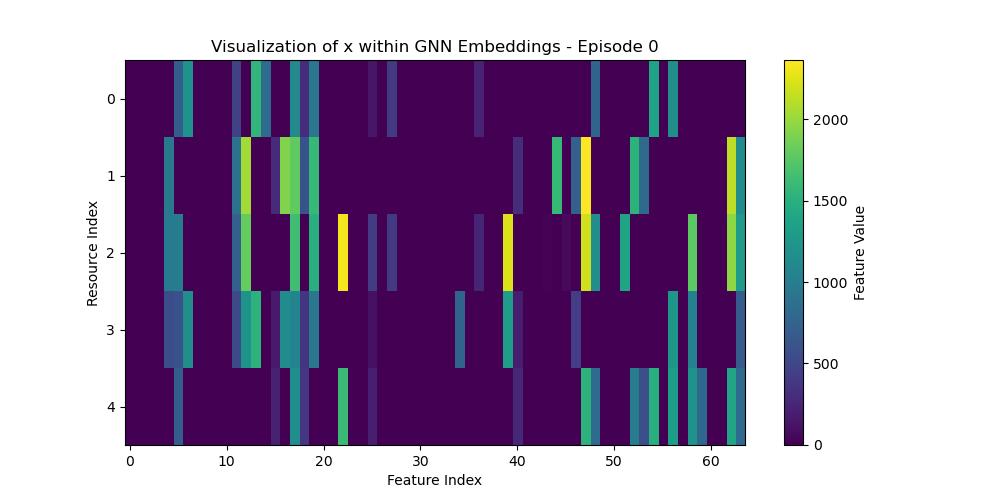 Visualization of x within GNN Embeddings - Episode 0
Resource Index
0
1
2
3
4
0 10 20 30 40 50 60
Feature Index
2000
1500
1000
500
0
Feature Value